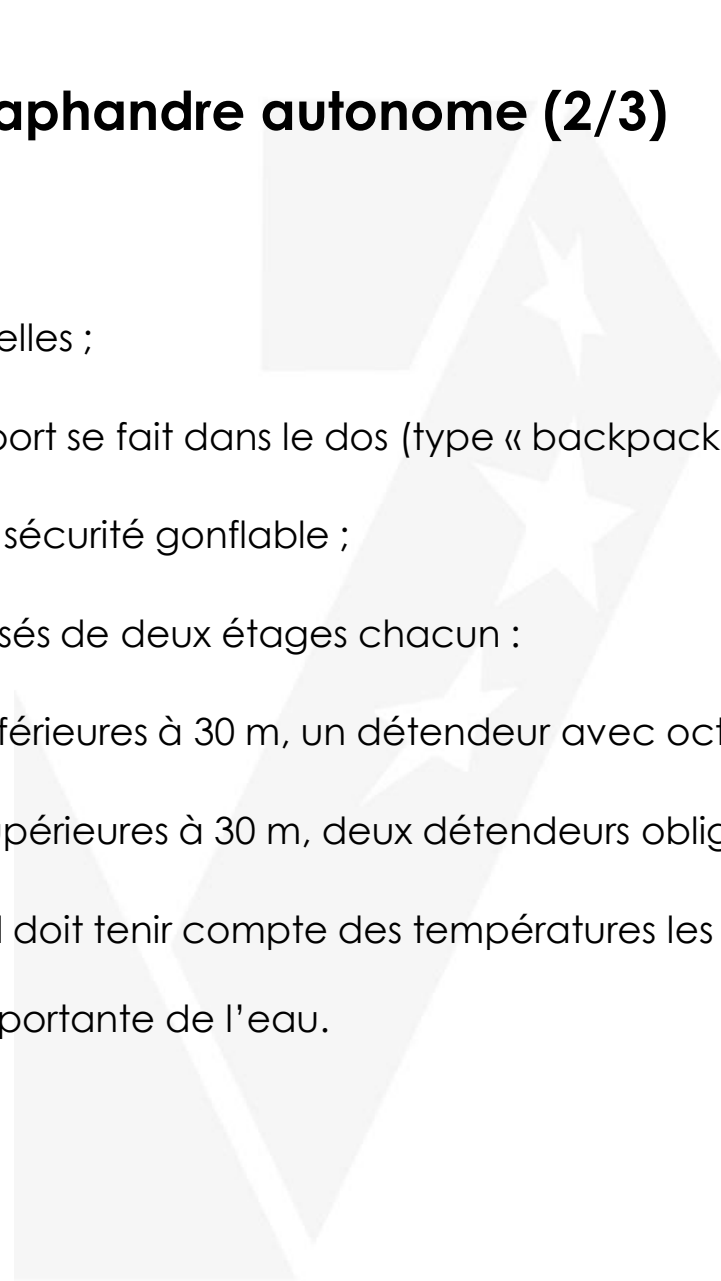 aphandre autonome (2/3)
elles ;
port se fait dans le dos (type « backpack
sécurité gonflable ;
sés de deux étages chacun :
férieures à 30 m, un détendeur avec oct
upérieures à 30 m, deux détendeurs oblig
l doit tenir compte des températures les
portante de l’eau.